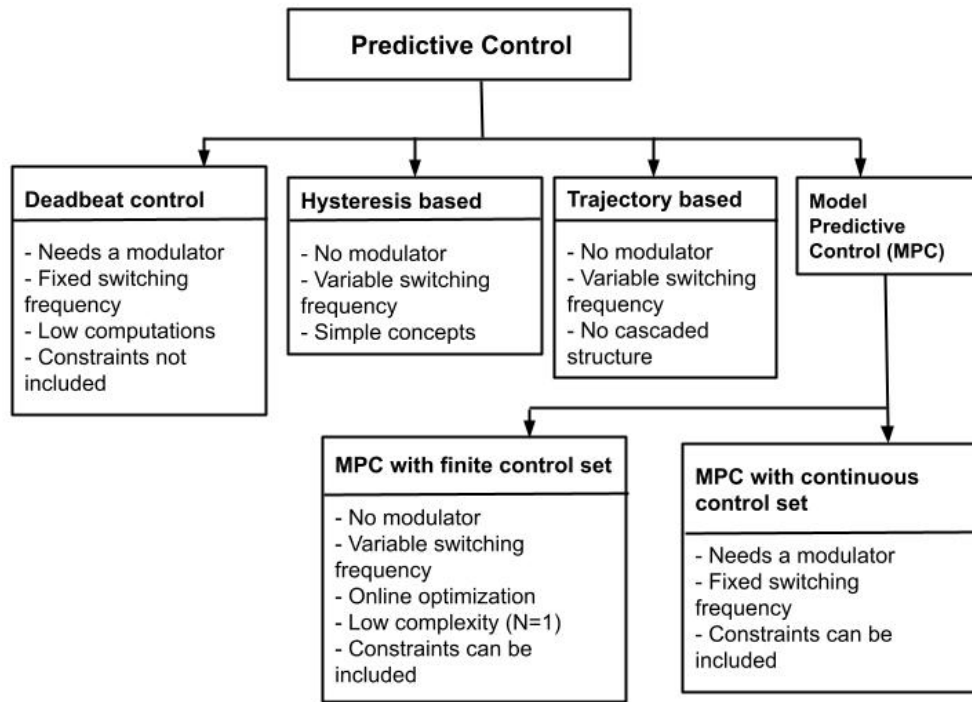 Predictive Control
Deadbeat control
- Needs a modulator
- Fixed switching
frequency
- Low computations
- Constraints not
included
Hysteresis based
- No modulator
- Variable switching
frequency
- Simple concepts
Trajectory based
- No modulator
- Variable switching
frequency
- No cascaded
structure
Model
Predictive
Control (MPC)
MPC with finite control set
- No modulator
- Variable switching
frequency
- Online optimization
- Low complexity (N=1)
- Constraints can be
included
MPC with continuous
control set
- Needs a modulator
- Fixed switching
frequency
- Constraints can be
included